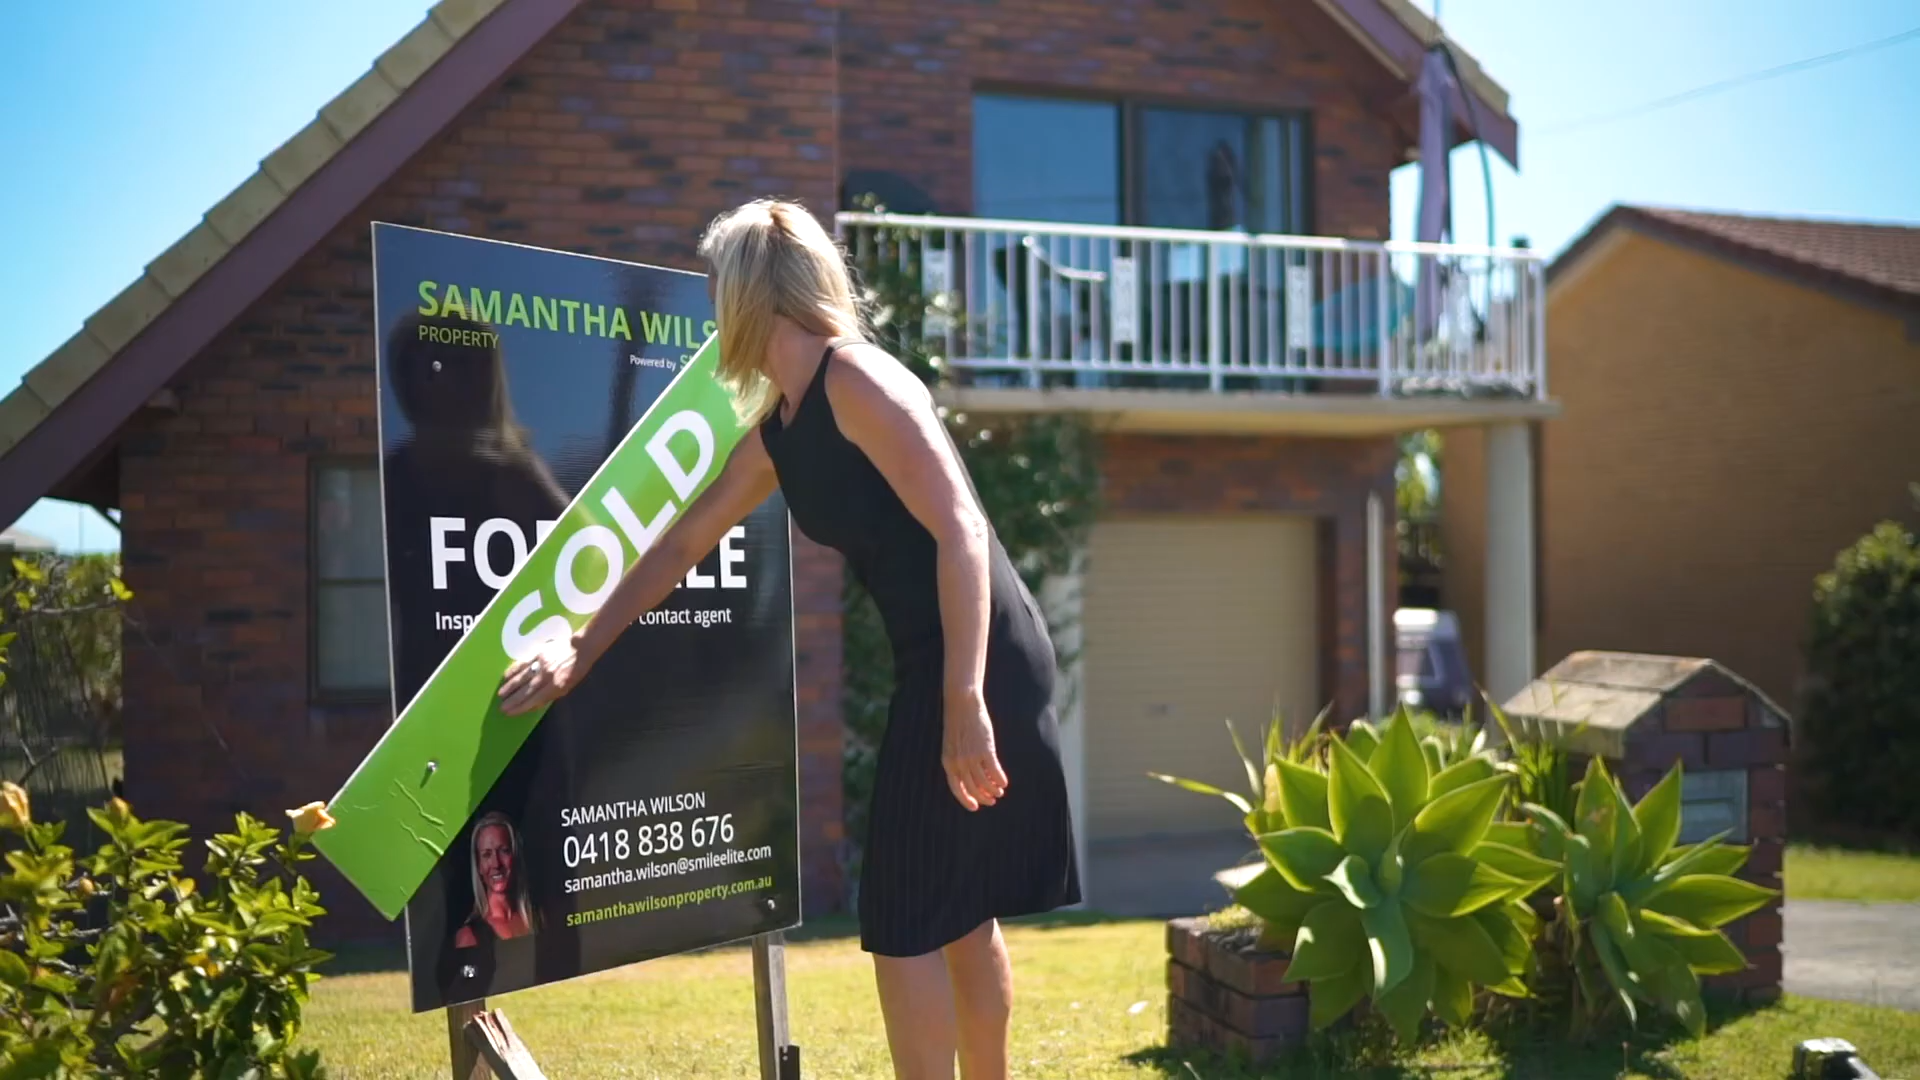 SAMANTHA WILS
PROPERTY
Powered by
SOLD
FO LE
Insp contact agent
SAMANTHA WILSON
0418 838 676
samantha.wilson@smileelite.com
samanthawilsonproperty.com.au